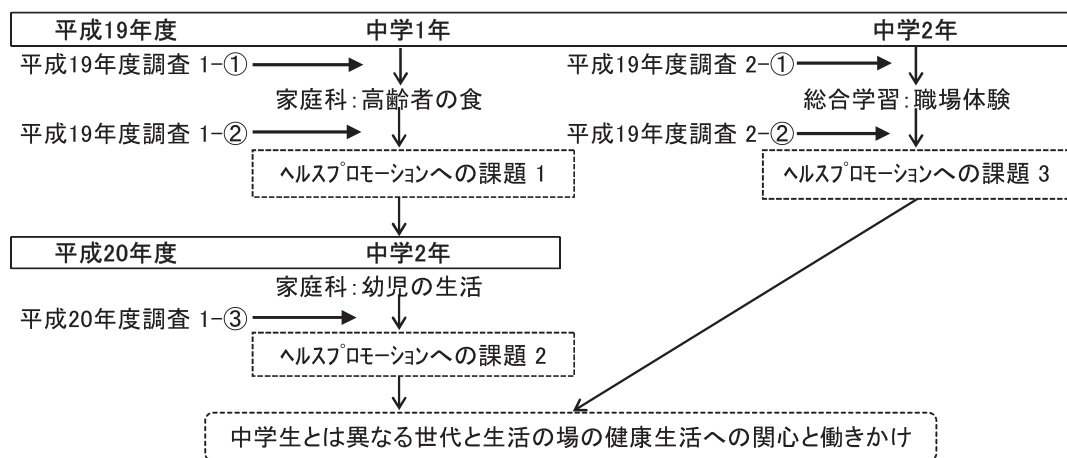 平成19年度 中学1年 中学2年
平成19年度調査 1-① 平成19年度調査 2-①
家庭科:高齢者の食 総合学習:職場体験
平成19年度調査 1-② 平成19年度調査 2-②
ヘルスプロモーションへの課題 1 ヘルスプロモーションへの課題 3
平成20年度 中学2年
家庭科:幼児の生活
平成20年度調査 1-③
ヘルスプロモーションへの課題 2
中学生とは異なる世代と生活の場の健康生活への関心と働きかけ